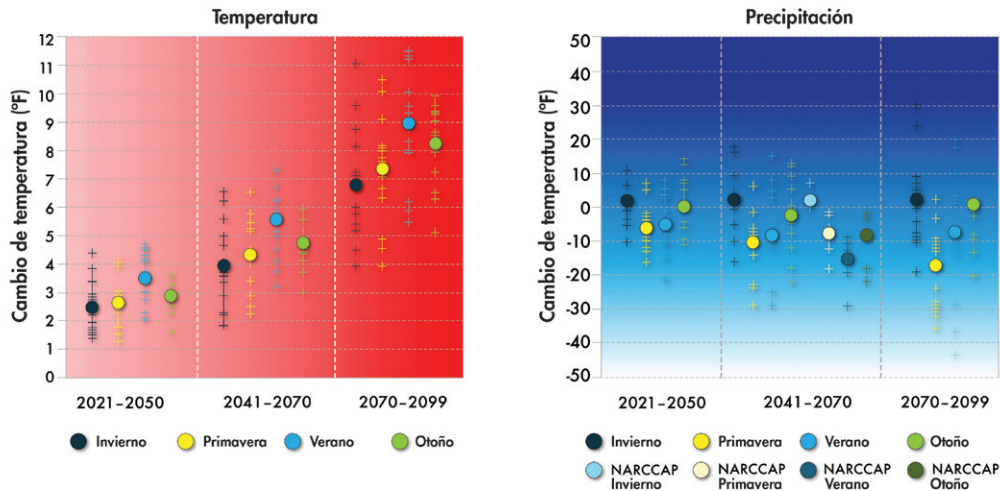 Temperatura
Cambio de temperatura (°F)
12
11
10
9
8
7
6
5
4
3
2
1
0
2021–2050
2041–2070
2070–2099
Invierno
Primavera
Verano
Otoño
Precipitación
Cambio de temperatura (°F)
50
40
30
20
10
0
-10
-20
-30
-40
-50
2021–2050
2041–2070
2070–2099
Invierno
Primavera
Verano
Otoño
NARCCAP
Invierno
NARCCAP
Primavera
NARCCAP
Verano
NARCCAP
Otoño